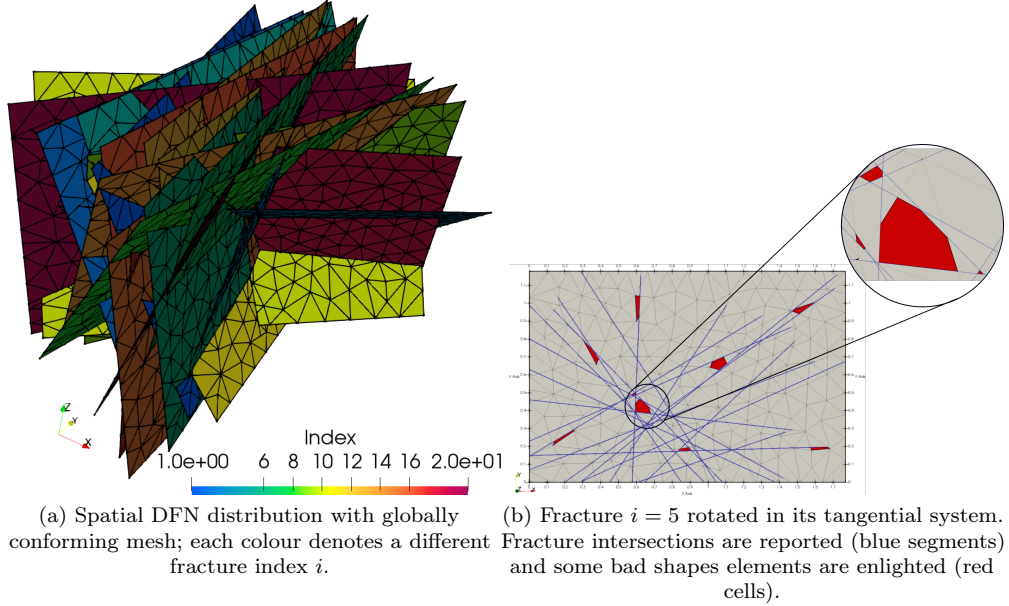 Z
Y
X
Index
1.0e+00 6 8 10 12 14 16 2.0e+01
(a) Spatial DFN distribution with globally
conforming mesh; each colour denotes a different
fracture index i.
(b) Fracture i = 5 rotated in its tangential system.
Fracture intersections are reported (blue segments)
and some bad shapes elements are enlighted (red
cells).